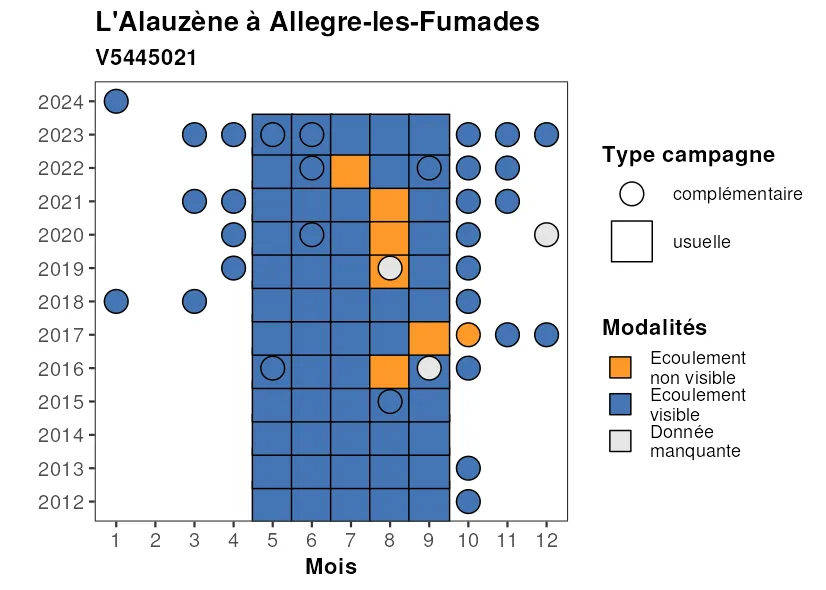 L'Alauzène à Allegre-les-Fumades
V5445021
2024
2023
2022
2021
2020
2019
2018
2017
2016
2015
2014
2013
2012
1 2 3 4 5 6 7 8 9 10 11 12
Mois
Type campagne
complémentaire
usuelle
Modalités
Ecoulement
non visible
Ecoulement
visible
Donnée
manquante